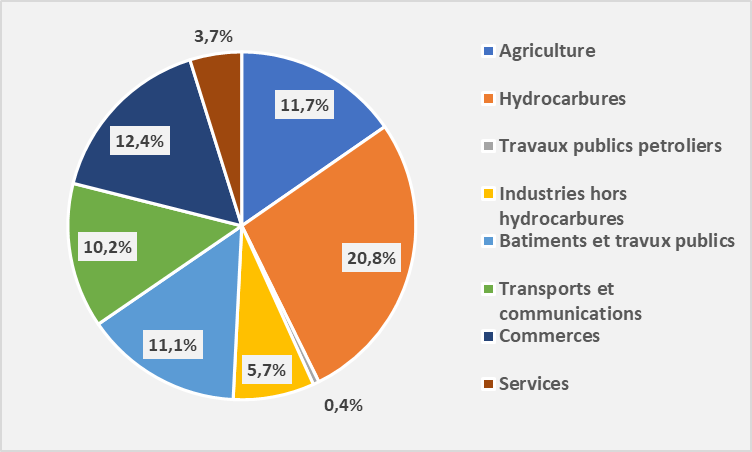 3,7%
11,7%
12,4%
20,8%
10,2%
11,1%
5,7%
0,4%
Agriculture
Hydrocarbures
Travaux publics petroliers
Industries hors
hydrocarbures
Batiments et travux publics
Transports et
communications
Commerces
Services